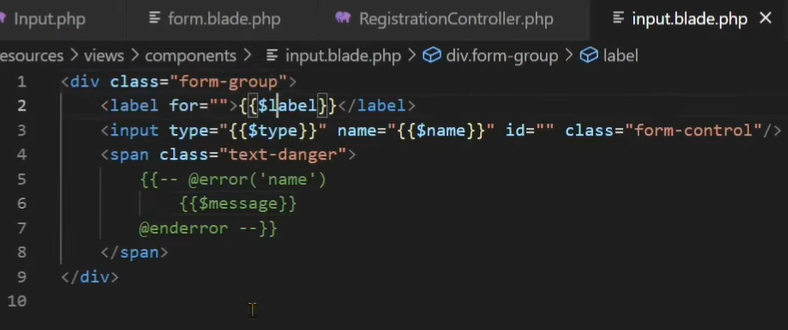 Input.php form.blade.php RegistrationController.php input.blade.php
esources > views > components > input.blade.php > div.form-group > label
1 <div class="form-group">
2 <label for="">{{$label}}</label>
3 <input type="{{$type}}" name="{{$name}}" id="" class="form-control"/>
4 <span class="text-danger">
5 {{-- @error('name')
6 {{$message}}
7 @enderror --}}
8 </span>
9 </div>
10